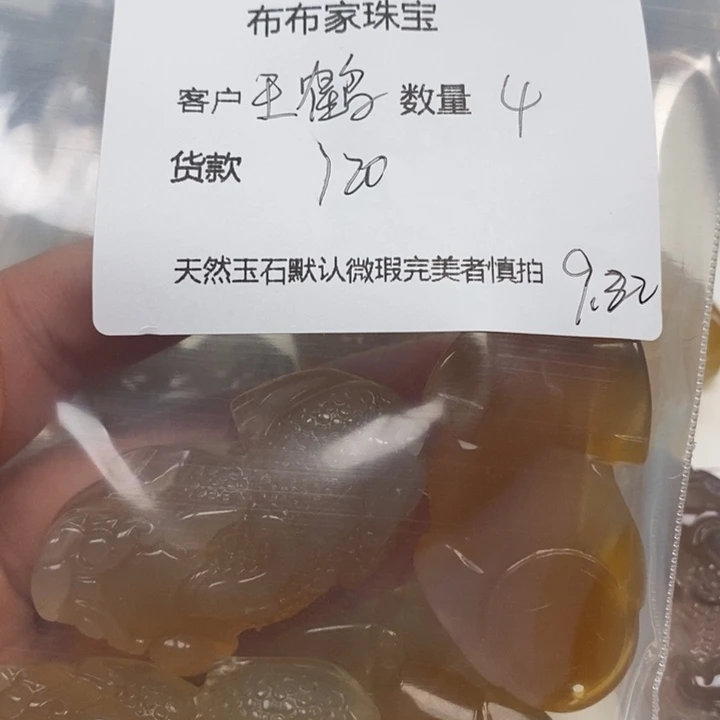 布布家珠宝
客户 王鹤 数量 4
货款 120
天然玉石默认微瑕完美者慎拍 9.32